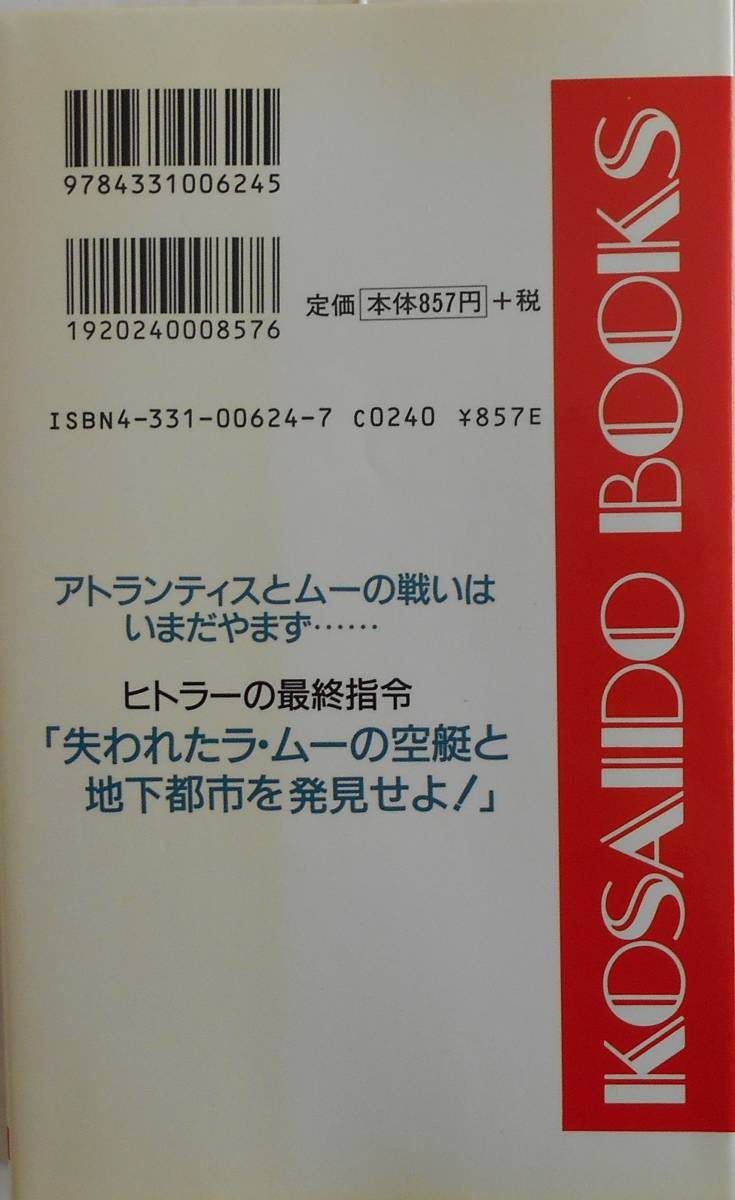 9784331006245
1920240008576
定価 本体857円 +税
ISBN4-331-00624-7 C0240 ¥857E
アトランティスとムーの戦いは
いまだやまず……
ヒトラーの最終指令
「失われたラ・ムーの空艇と
地下都市を発見せよ!」
KOSAIDO BOOKS